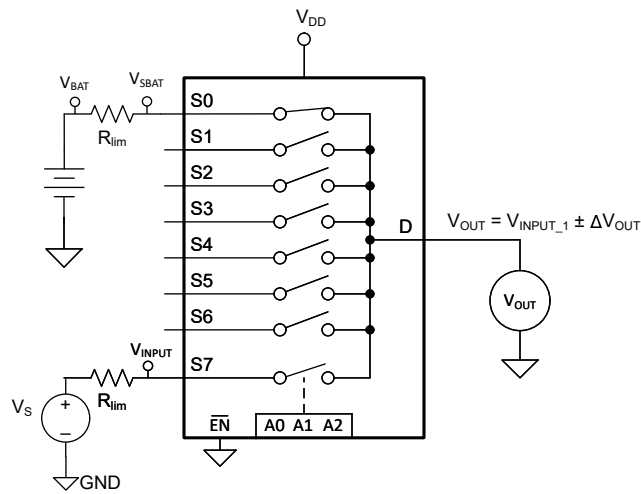 VDD
VBAT
VSBAT
Rlim
S0
S1
S2
S3
S4
S5
S6
S7
D
VOUT = VINPUT_1 ± ΔVOUT
VOUT
VINPUT
Rlim
VS
+
–
GND
EN
A0 A1 A2